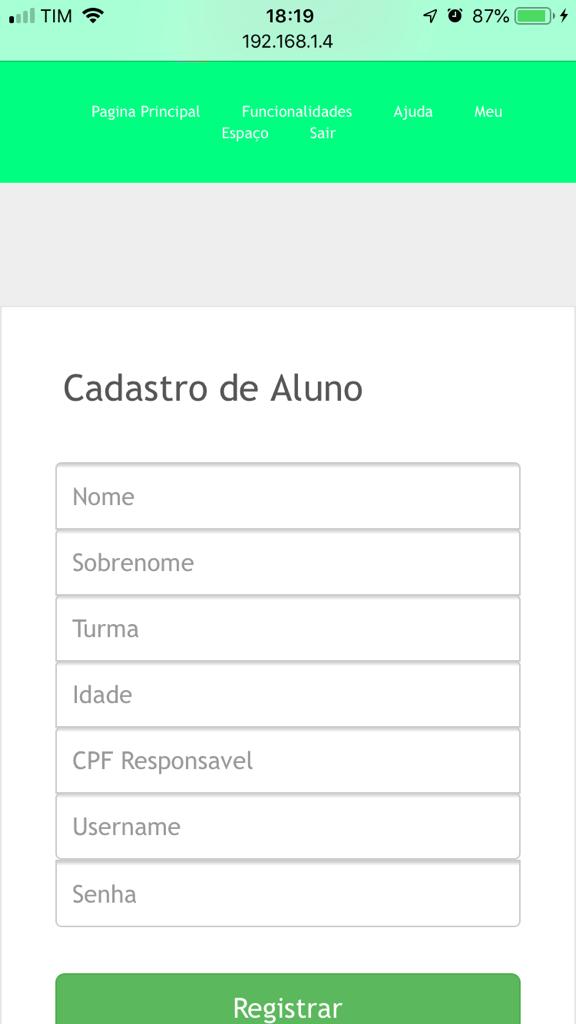 TIM 18:19 87%
192.168.1.4
Pagina Principal Funcionalidades Ajuda Meu
Espaço Sair
Cadastro de Aluno
Nome
Sobrenome
Turma
Idade
CPF Responsavel
Username
Senha
Registrar